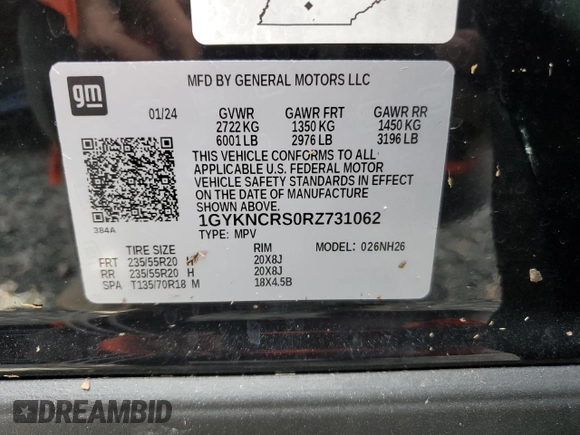 gm
MFD BY GENERAL MOTORS LLC
01/24 GVWR GAWR FRT GAWR RR
2722 KG 1350 KG 1450 KG
6001 LB 2976 LB 3196 LB
THIS VEHICLE CONFORMS TO ALL
APPLICABLE U.S. FEDERAL MOTOR
VEHICLE SAFETY STANDARDS IN EFFECT
ON THE DATE OF MANUFACTURE
SHOWN ABOVE.
384A
1GYKNCRS0RZ731062
TYPE: MPV
TIRE SIZE RIM MODEL: 026NH26
FRT 235/55R20 H 20X8J
RR 235/55R20 H 20X8J
SPA T135/70R18 M 18X4.5B
DREAMBID